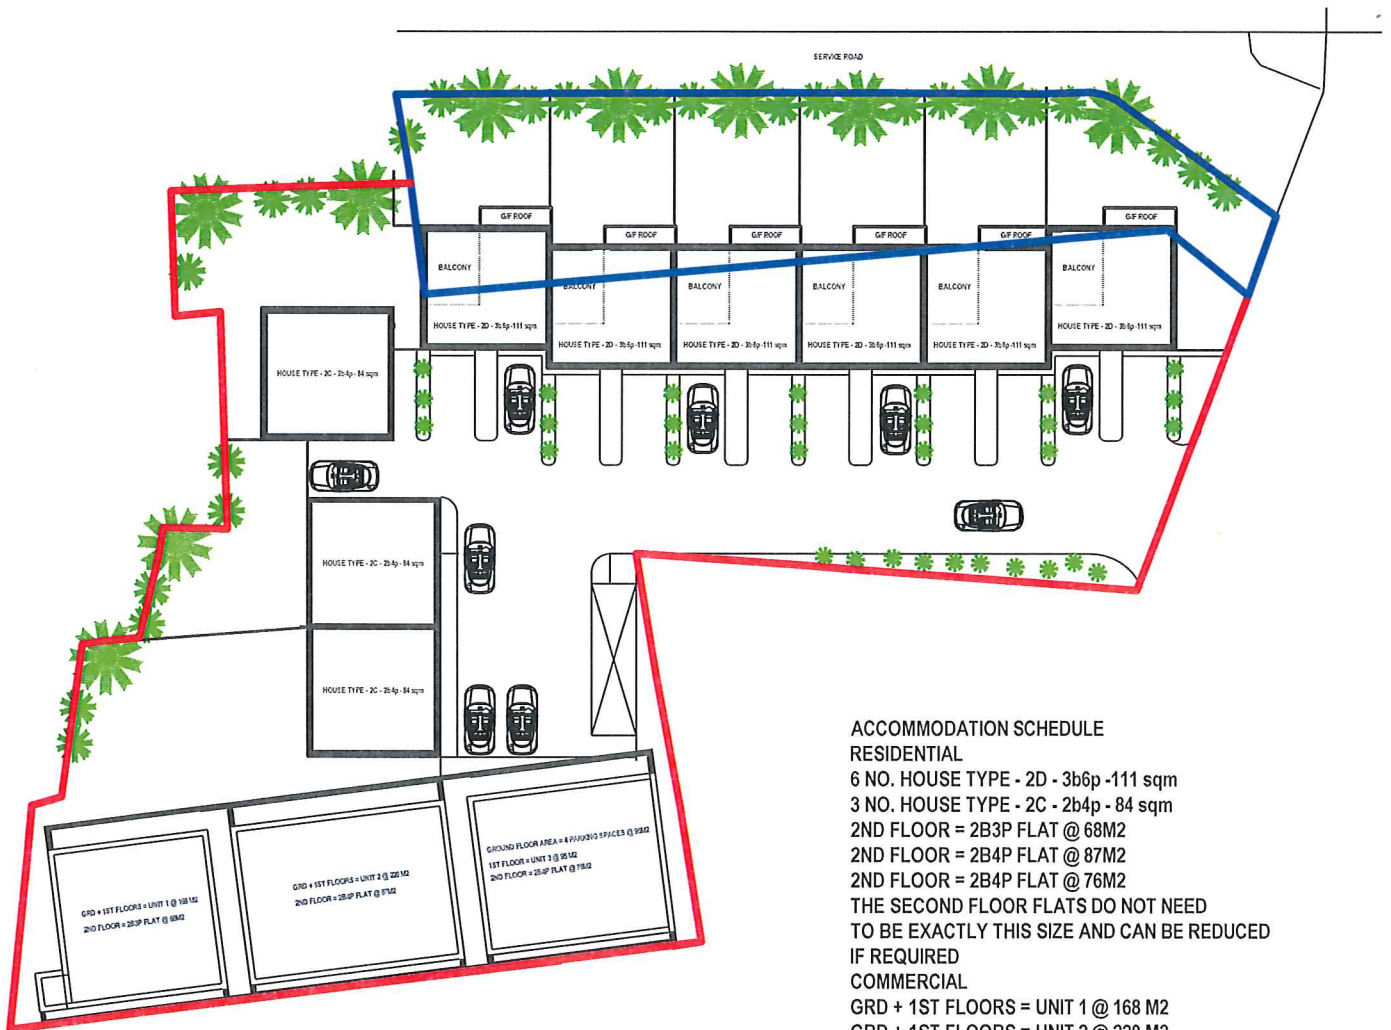 SERVICE ROAD
G/F ROOF
G/F ROOF
G/F ROOF
G/F ROOF
G/F ROOF
G/F ROOF
BALCONY
BALCONY
BALCONY
BALCONY
BALCONY
BALCONY
HOUSE TYPE - 2D - 3b6p -111 sqm
HOUSE TYPE - 2D - 3b6p -111 sqm
HOUSE TYPE - 2D - 3b6p -111 sqm
HOUSE TYPE - 2D - 3b6p -111 sqm
HOUSE TYPE - 2D - 3b6p -111 sqm
HOUSE TYPE - 2D - 3b6p -111 sqm
HOUSE TYPE - 2C - 2b4p - 84 sqm
HOUSE TYPE - 2C - 2b4p - 84 sqm
HOUSE TYPE - 2C - 2b4p - 84 sqm
GRD + 1ST FLOORS = UNIT 1 @ 168 M2
2ND FLOOR = 2B3P FLAT @ 68M2
GRD + 1ST FLOORS = UNIT 2 @ 220 M2
2ND FLOOR = 2B4P FLAT @ 87M2
GROUND FLOOR AREA = 4 PARKING SPACES @ 95M2
1ST FLOOR = UNIT 3 @ 95 M2
2ND FLOOR = 2B4P FLAT @ 76M2
ACCOMMODATION SCHEDULE
RESIDENTIAL
6 NO. HOUSE TYPE - 2D - 3b6p -111 sqm
3 NO. HOUSE TYPE - 2C - 2b4p - 84 sqm
2ND FLOOR = 2B3P FLAT @ 68M2
2ND FLOOR = 2B4P FLAT @ 87M2
2ND FLOOR = 2B4P FLAT @ 76M2
THE SECOND FLOOR FLATS DO NOT NEED
TO BE EXACTLY THIS SIZE AND CAN BE REDUCED
IF REQUIRED
COMMERCIAL
GRD + 1ST FLOORS = UNIT 1 @ 168 M2
GRD + 1ST FLOORS = UNIT 2 @ 220 M2